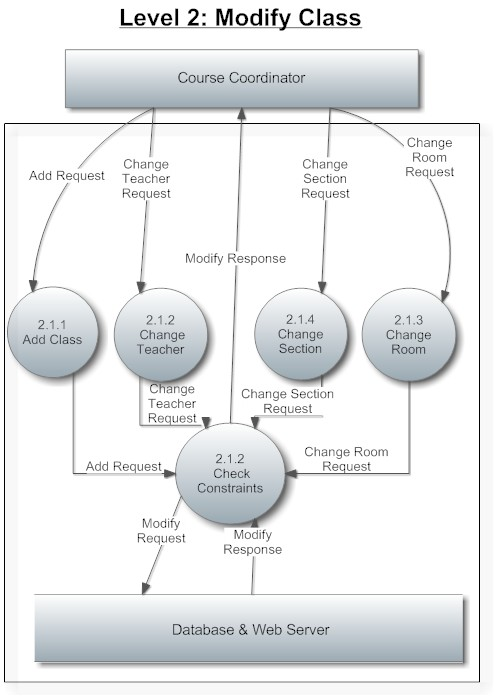 Level 2: Modify Class
Course Coordinator
Add Request
Change
Teacher
Request
Change
Section
Request
Change
Room
Request
Modify Response
2.1.1
Add Class
2.1.2
Change
Teacher
2.1.4
Change
Section
2.1.3
Change
Room
Change
Teacher
Request
Change Section
Request
Add Request
2.1.2
Check
Constraints
Change Room
Request
Modify
Request
Modify
Response
Database & Web Server